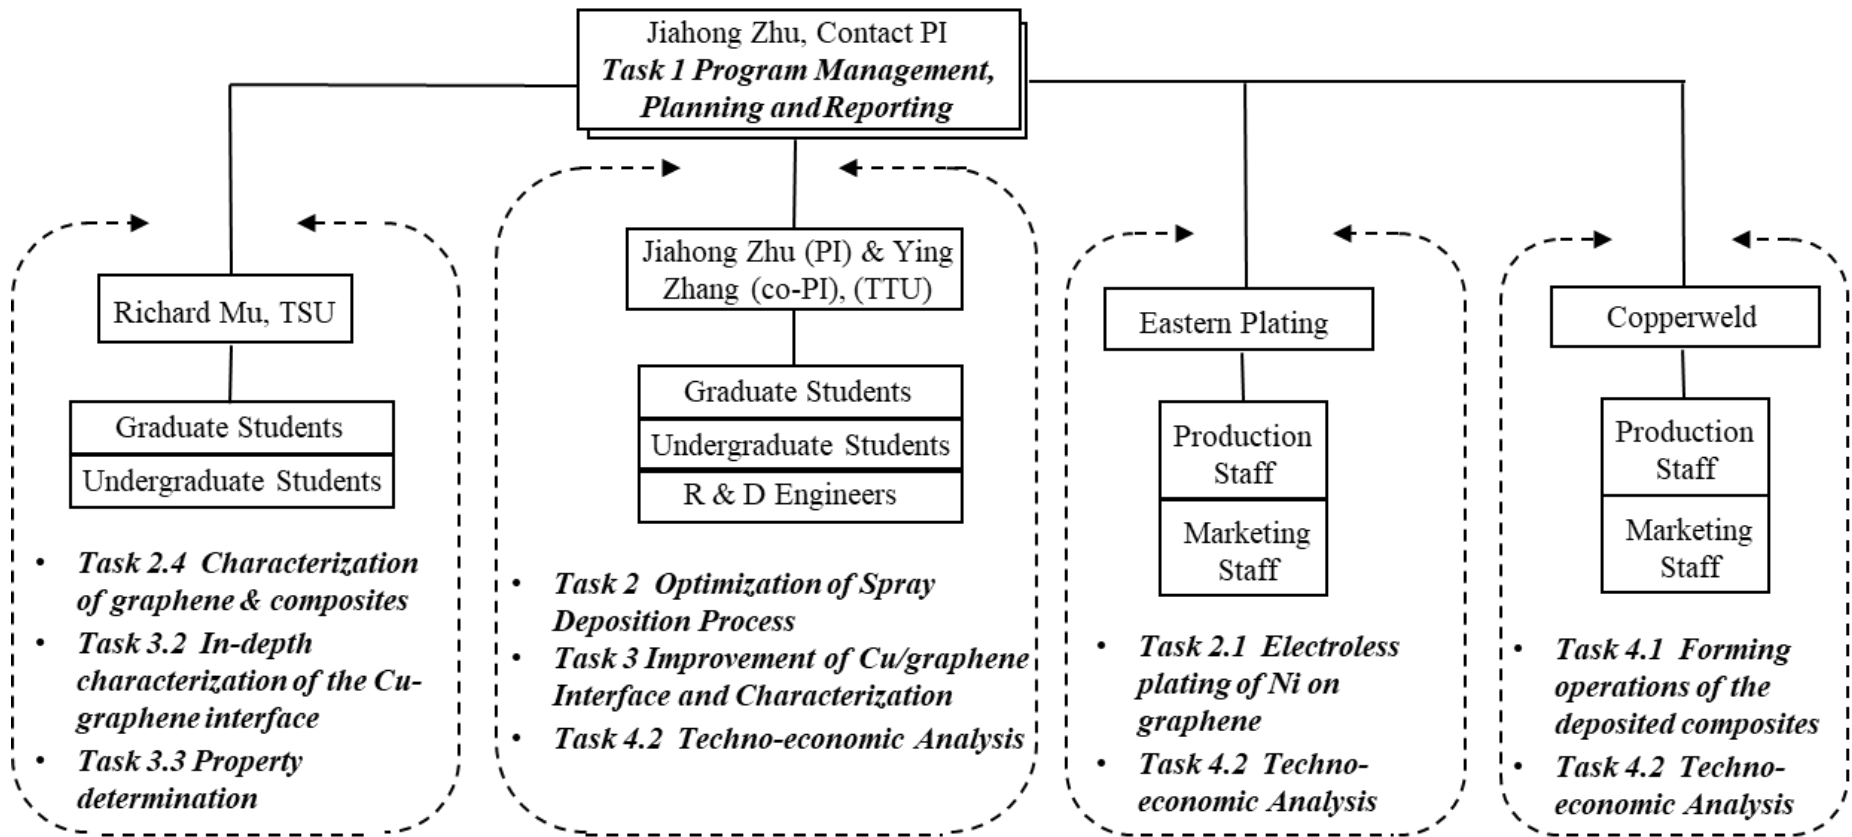 Jiahong Zhu, Contact PI
Task 1 Program Management,
Planning and Reporting
Richard Mu, TSU
Graduate Students
Undergraduate Students
• Task 2.4 Characterization
of graphene & composites
• Task 3.2 In-depth
characterization of the Cu-
graphene interface
• Task 3.3 Property
determination
Jiahong Zhu (PI) & Ying
Zhang (co-PI), (TTU)
Graduate Students
Undergraduate Students
R & D Engineers
• Task 2 Optimization of Spray
Deposition Process
• Task 3 Improvement of Cu/graphene
Interface and Characterization
• Task 4.2 Techno-economic Analysis
Eastern Plating
Production
Staff
Marketing
Staff
• Task 2.1 Electroless
plating of Ni on
graphene
• Task 4.2 Techno-
economic Analysis
Copperweld
Production
Staff
Marketing
Staff
• Task 4.1 Forming
operations of the
deposited composites
• Task 4.2 Techno-
economic Analysis